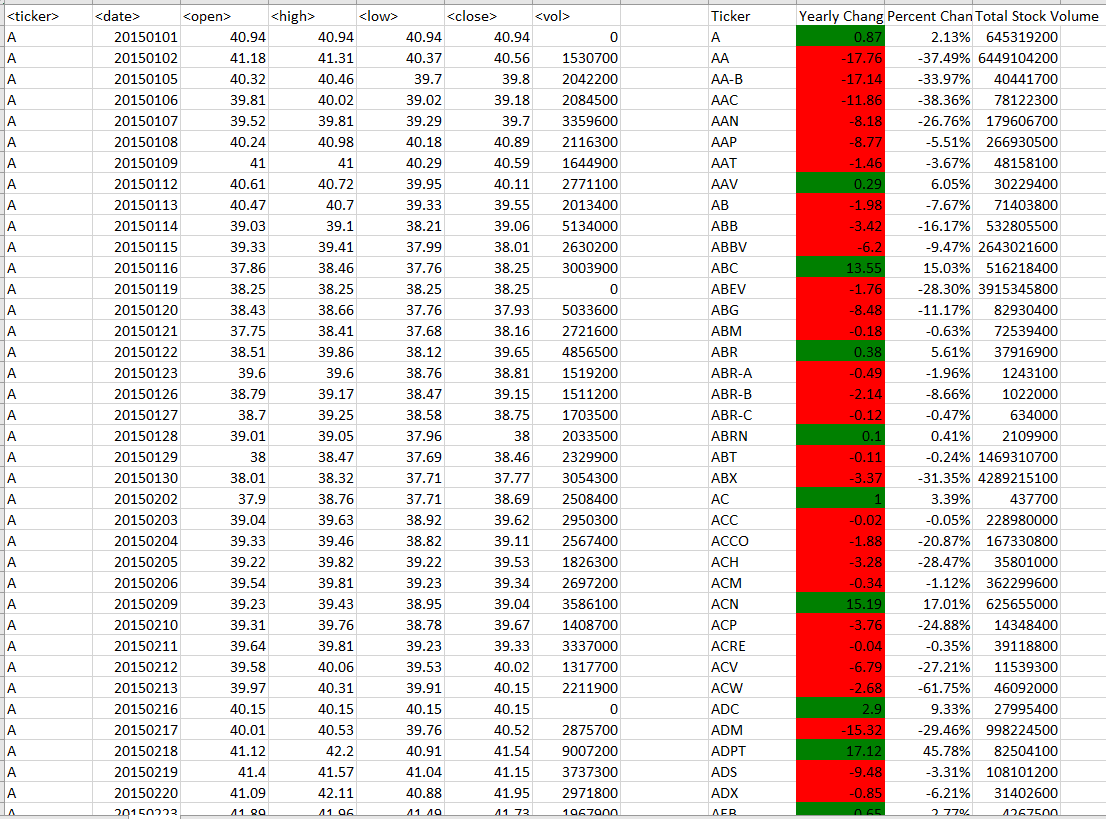 <ticker> <date> <open> <high> <low> <close> <vol> Ticker Yearly Chang Percent Chan Total Stock Volume
A 20150101 40.94 40.94 40.94 40.94 0 A 0.87 2.13% 645319200
A 20150102 41.18 41.31 40.37 40.56 1530700 AA -17.76 -37.49% 6449104200
A 20150105 40.32 40.46 39.7 39.8 2042200 AA-B -17.14 -33.97% 40441700
A 20150106 39.81 40.02 39.02 39.18 2084500 AAC -11.86 -38.36% 78122300
A 20150107 39.52 39.81 39.29 39.7 3359600 AAN -8.18 -26.76% 179606700
A 20150108 40.24 40.98 40.18 40.89 2116300 AAP -8.77 -5.51% 266930500
A 20150109 41 41 40.29 40.59 1644900 AAT -1.46 -3.67% 48158100
A 20150112 40.61 40.72 39.95 40.11 2771100 AAV 0.29 6.05% 30229400
A 20150113 40.47 40.7 39.33 39.55 2013400 AB -1.98 -7.67% 71403800
A 20150114 39.03 39.1 38.21 39.06 5134000 ABB -3.42 -16.17% 532805500
A 20150115 39.33 39.41 37.99 38.01 2630200 ABBV -6.2 -9.47% 2643021600
A 20150116 37.86 38.46 37.76 38.25 3003900 ABC 13.55 15.03% 516218400
A 20150119 38.25 38.25 38.25 38.25 0 ABEV -1.76 -28.30% 3915345800
A 20150120 38.43 38.66 37.76 37.93 5033600 ABG -8.48 -11.17% 82930400
A 20150121 37.75 38.41 37.68 38.16 2721600 ABM -0.18 -0.63% 72539400
A 20150122 38.51 39.86 38.12 39.65 4856500 ABR 0.38 5.61% 37916900
A 20150123 39.6 39.6 38.76 38.81 1519200 ABR-A -0.49 -1.96% 1243100
A 20150126 38.79 39.17 38.47 39.15 1511200 ABR-B -2.14 -8.66% 1022000
A 20150127 38.7 39.25 38.58 38.75 1703500 ABR-C -0.12 -0.47% 634000
A 20150128 39.01 39.05 37.96 38 2033500 ABRN 0.1 0.41% 2109900
A 20150129 38 38.47 37.69 38.46 2329900 ABT -0.11 -0.24% 1469310700
A 20150130 38.01 38.32 37.71 37.77 3054300 ABX -3.37 -31.35% 4289215100
A 20150202 37.9 38.76 37.71 38.69 2508400 AC 1 3.39% 437700
A 20150203 39.04 39.63 38.92 39.62 2950300 ACC -0.02 -0.05% 228980000
A 20150204 39.33 39.46 38.82 39.11 2567400 ACCO -1.88 -20.87% 167330800
A 20150205 39.22 39.82 39.22 39.53 1826300 ACH -3.28 -28.47% 35801000
A 20150206 39.54 39.81 39.23 39.34 2697200 ACM -0.34 -1.12% 362299600
A 20150209 39.23 39.43 38.95 39.04 3586100 ACN 15.19 17.01% 625655000
A 20150210 39.31 39.76 38.78 39.67 1408700 ACP -3.76 -24.88% 14348400
A 20150211 39.64 39.81 39.23 39.33 3337000 ACRE -0.04 -0.35% 39118800
A 20150212 39.58 40.06 39.53 40.02 1317700 ACV -6.79 -27.21% 11539300
A 20150213 39.97 40.31 39.91 40.15 2211900 ACW -2.68 -61.75% 46092000
A 20150216 40.15 40.15 40.15 40.15 0 ADC 2.9 9.33% 27995400
A 20150217 40.01 40.53 39.76 40.52 2875700 ADM -15.32 -29.46% 998224500
A 20150218 41.12 42.2 40.91 41.54 9007200 ADPT 17.12 45.78% 82504100
A 20150219 41.4 41.57 41.04 41.15 3737300 ADS -9.48 -3.31% 108101200
A 20150220 41.09 42.11 40.88 41.95 2971800 ADX -0.85 -6.21% 31402600
A 20150223 41.89 41.96 41.49 41.73 1967900 AEB 0.65 2.77% 4267500